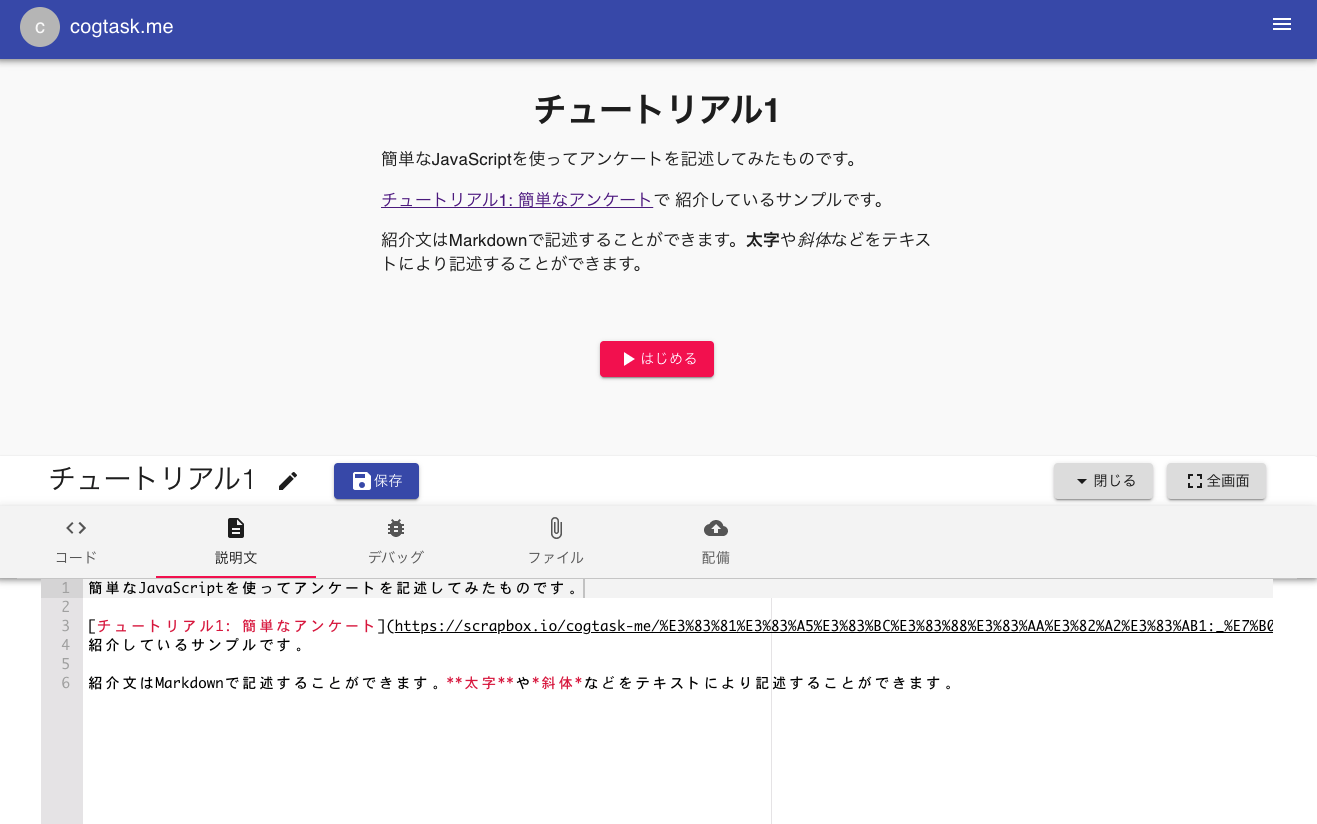 C cogtask.me
チュートリアル1
簡単なJavaScriptを使ってアンケートを記述してみたものです。
チュートリアル1: 簡単なアンケートで 紹介しているサンプルです。
紹介文はMarkdownで記述することができます。太字や斜体などをテキス
トにより記述することができます。
はじめる
チュートリアル1 保存 閉じる 全画面
コード 説明文 デバッグ ファイル 配備
1 簡単なJavaScriptを使ってアンケートを記述してみたものです。
2
3 [チュートリアル1: 簡単なアンケート](https://scrapbox.io/cogtask-me/%E3%83%81%E3%83%A5%E3%83%BC%E3%83%88%E3%83%AA%E3%82%A2%E3%83%AB1:_%E7%B0
4 紹介しているサンプルです。
5
6 紹介文はMarkdownで記述することができます。**太字**や*斜体*などをテキストにより記述することができます。